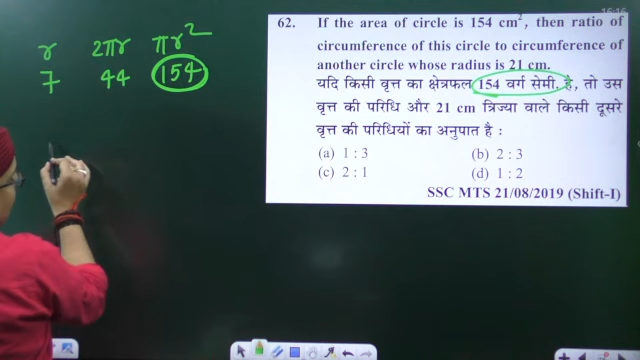 16:16
r 2πr πr²
7 44 154
62. If the area of circle is 154 cm², then ratio of
circumference of this circle to circumference of
another circle whose radius is 21 cm.
यदि किसी वृत्त का क्षेत्रफल 154 वर्ग सेमी. है, तो उस
वृत्त की परिधि और 21 cm त्रिज्या वाले किसी दूसरे
वृत्त की परिधियों का अनुपात है :
(a) 1 : 3 (b) 2 : 3
(c) 2 : 1 (d) 1 : 2
SSC MTS 21/08/2019 (Shift-I)